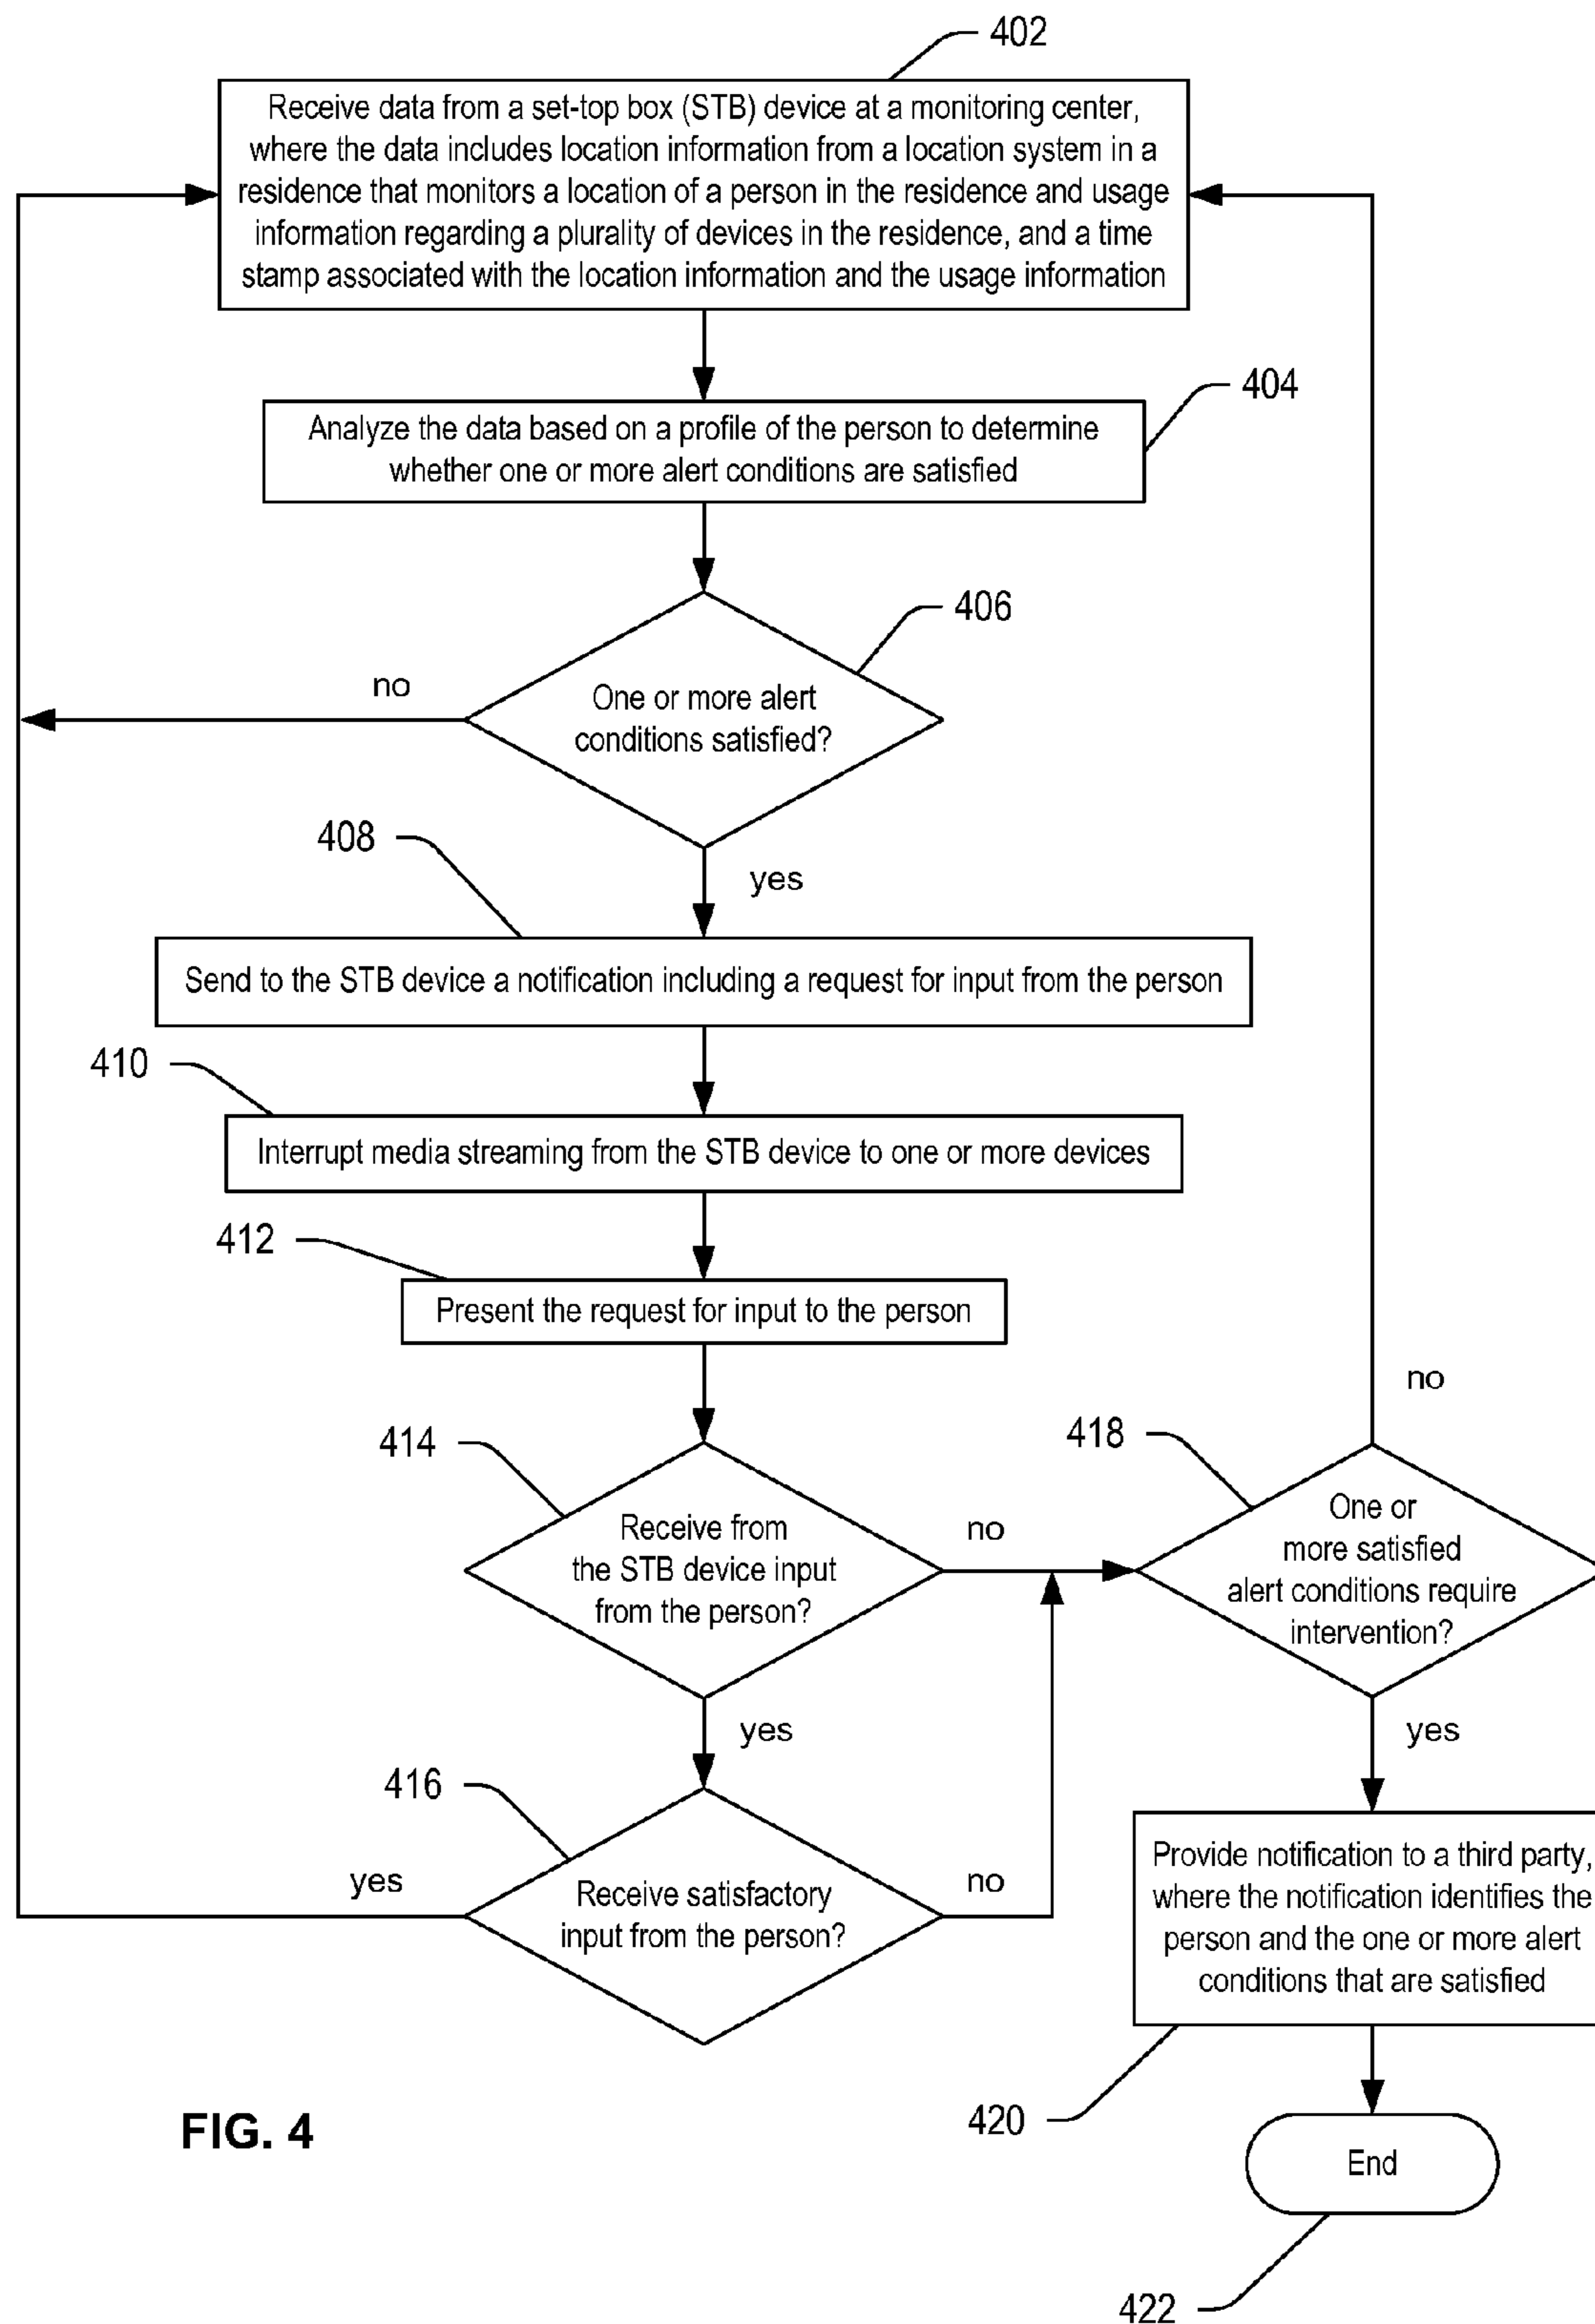 402
Receive data from a set-top box (STB) device at a monitoring center,
where the data includes location information from a location system in a
residence that monitors a location of a person in the residence and usage
information regarding a plurality of devices in the residence, and a time
stamp associated with the location information and the usage information
404
Analyze the data based on a profile of the person to determine
whether one or more alert conditions are satisfied
406
no
One or more alert
conditions satisfied?
408
yes
Send to the STB device a notification including a request for input from the person
410
Interrupt media streaming from the STB device to one or more devices
412
Present the request for input to the person
no
414
418
Receive from
the STB device input
from the person?
no
One or
more satisfied
alert conditions require
intervention?
yes
yes
416
yes
Receive satisfactory
input from the person?
no
Provide notification to a third party,
where the notification identifies the
person and the one or more alert
conditions that are satisfied
420
FIG. 4
End
422